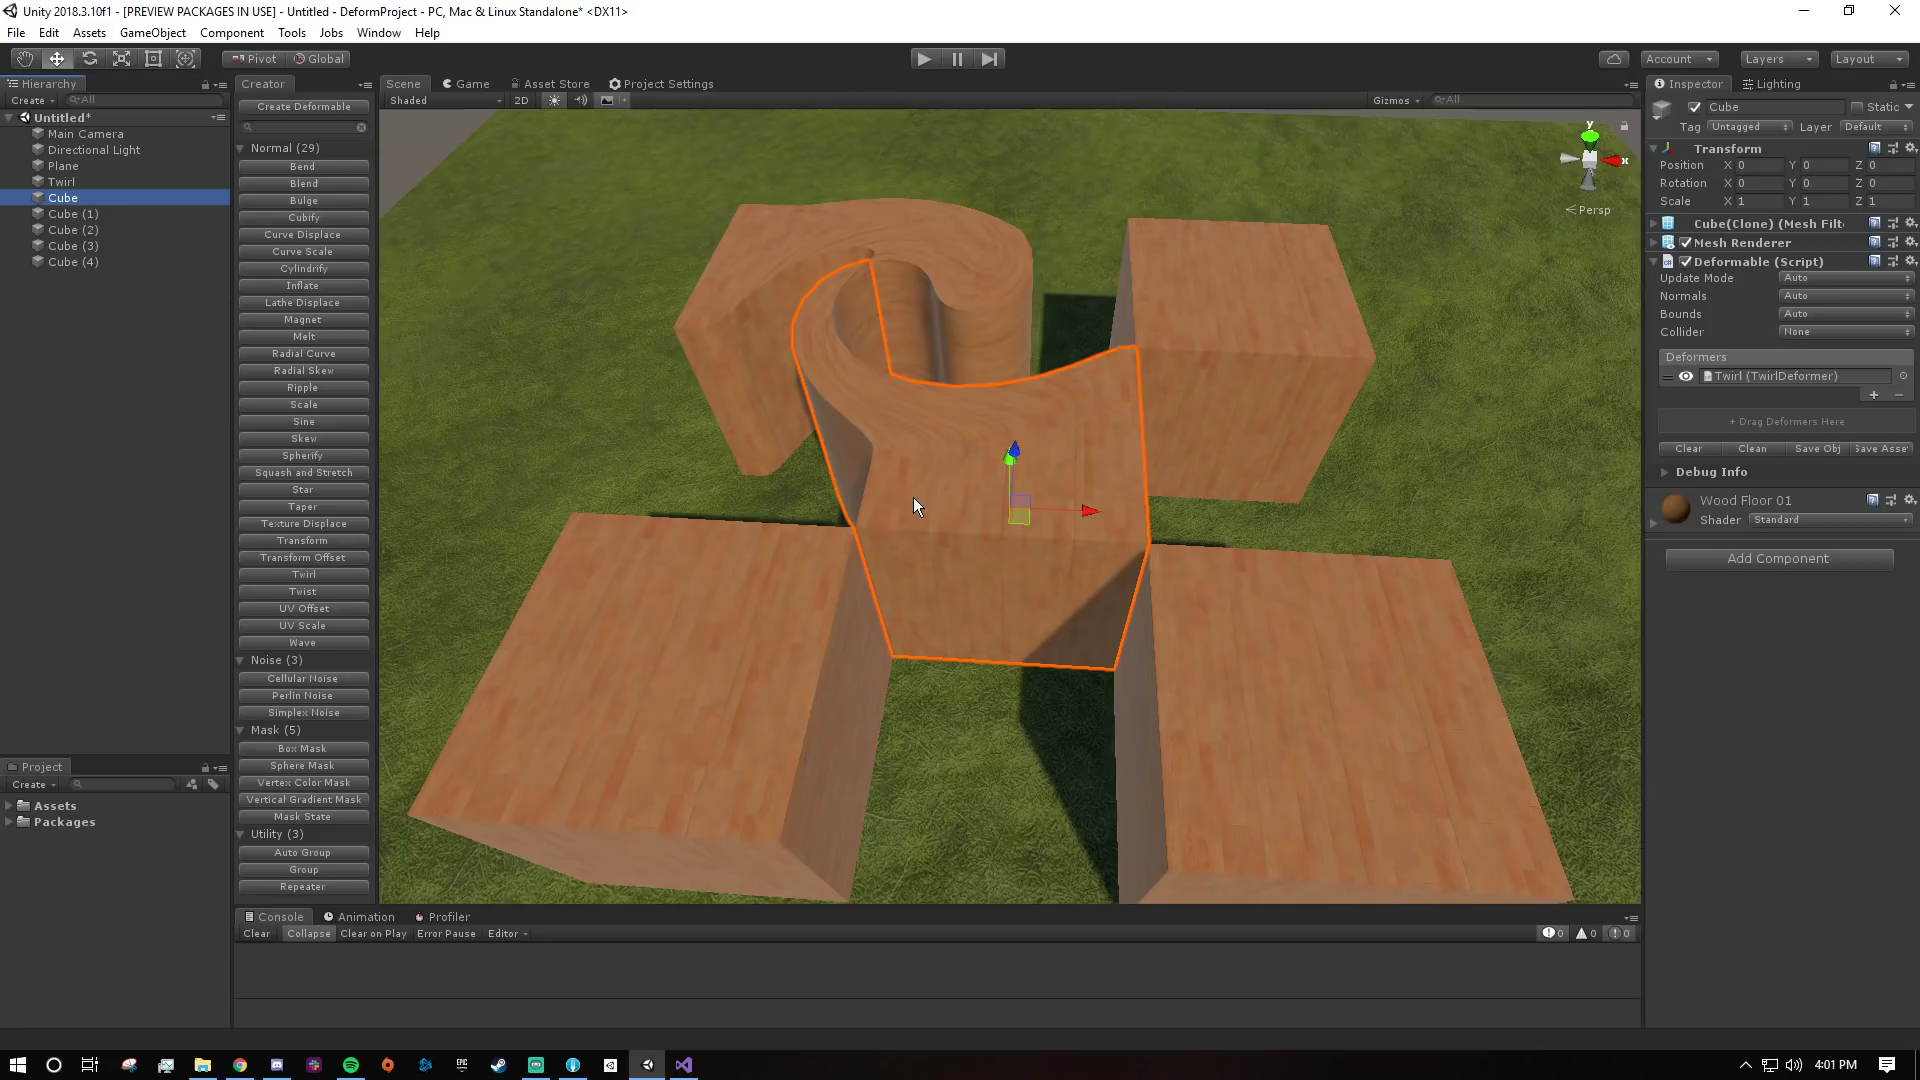 Unity 2018.3.10f1 - [PREVIEW PACKAGES IN USE] - Untitled - DeformProject - PC, Mac & Linux Standalone* <DX11>
File Edit Assets GameObject Component Tools Jobs Window Help
Pivot Global Account Layers Layout
Hierarchy
Create All
Untitled*
Main Camera
Directional Light
Plane
Twirl
Cube
Cube (1)
Cube (2)
Cube (3)
Cube (4)
Project
Create
Assets
Packages
Creator
Create Deformable
Normal (29)
Bend
Blend
Bulge
Cubify
Curve Displace
Curve Scale
Cylindrify
Inflate
Lathe Displace
Magnet
Melt
Radial Curve
Radial Skew
Ripple
Scale
Sine
Skew
Spherify
Squash and Stretch
Star
Taper
Texture Displace
Transform
Transform Offset
Twirl
Twist
UV Offset
UV Scale
Wave
Noise (3)
Cellular Noise
Perlin Noise
Simplex Noise
Mask (5)
Box Mask
Sphere Mask
Vertex Color Mask
Vertical Gradient Mask
Mask State
Utility (3)
Auto Group
Group
Repeater
Scene Game Asset Store Project Settings
Shaded 2D Gizmos All
y
x
Persp
Console Animation Profiler
Clear Collapse Clear on Play Error Pause Editor 0 0 0
Inspector Lighting
Cube Static
Tag Untagged Layer Default
Transform
Position X 0 Y 0 Z 0
Rotation X 0 Y 0 Z 0
Scale X 1 Y 1 Z 1
Cube(Clone) (Mesh Filt
Mesh Renderer
Deformable (Script)
Update Mode Auto
Normals Auto
Bounds Auto
Collider None
Deformers
Twirl (TwirlDeformer)
+ Drag Deformers Here
Clear Clean Save Obj Save Asse
Debug Info
Wood Floor 01
Shader Standard
Add Component
EPIC
4:01 PM